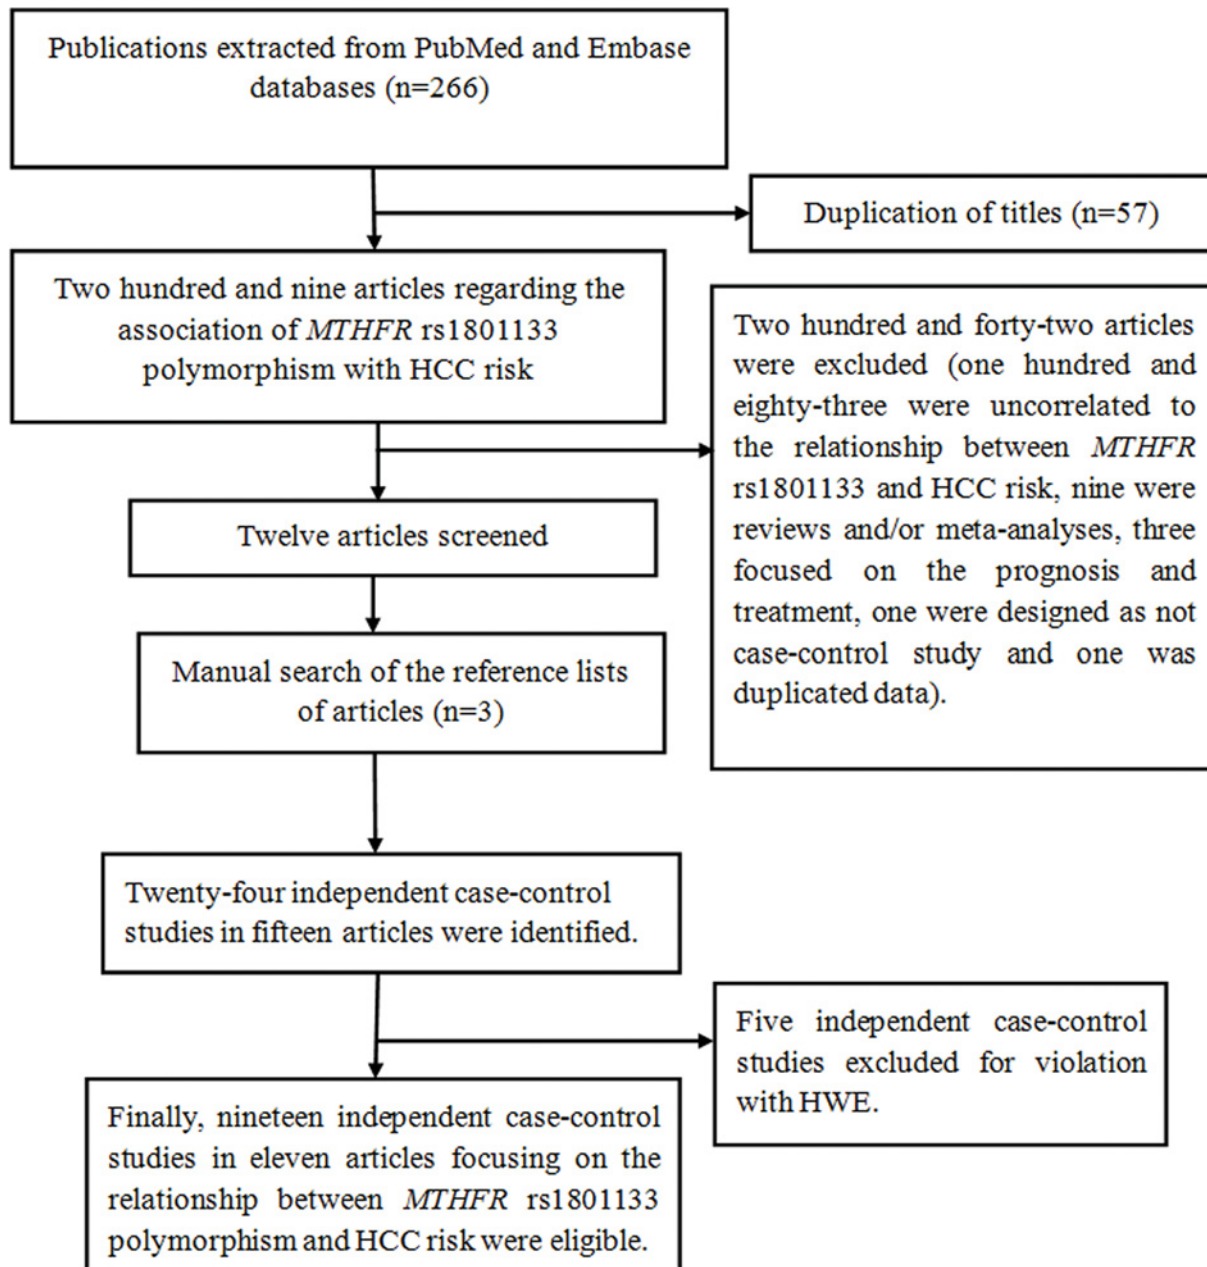 Publications extracted from PubMed and Embase
databases (n=266)
Duplication of titles (n=57)
Two hundred and nine articles regarding the
association of MTHFR rs1801133
polymorphism with HCC risk
Two hundred and forty-two articles
were excluded (one hundred and
eighty-three were uncorrelated to
the relationship between MTHFR
rs1801133 and HCC risk, nine were
reviews and/or meta-analyses, three
focused on the prognosis and
treatment, one were designed as not
case-control study and one was
duplicated data).
Twelve articles screened
Manual search of the reference lists
of articles (n=3)
Twenty-four independent case-control
studies in fifteen articles were identified.
Five independent case-control
studies excluded for violation
with HWE.
Finally, nineteen independent case-control
studies in eleven articles focusing on the
relationship between MTHFR rs1801133
polymorphism and HCC risk were eligible.